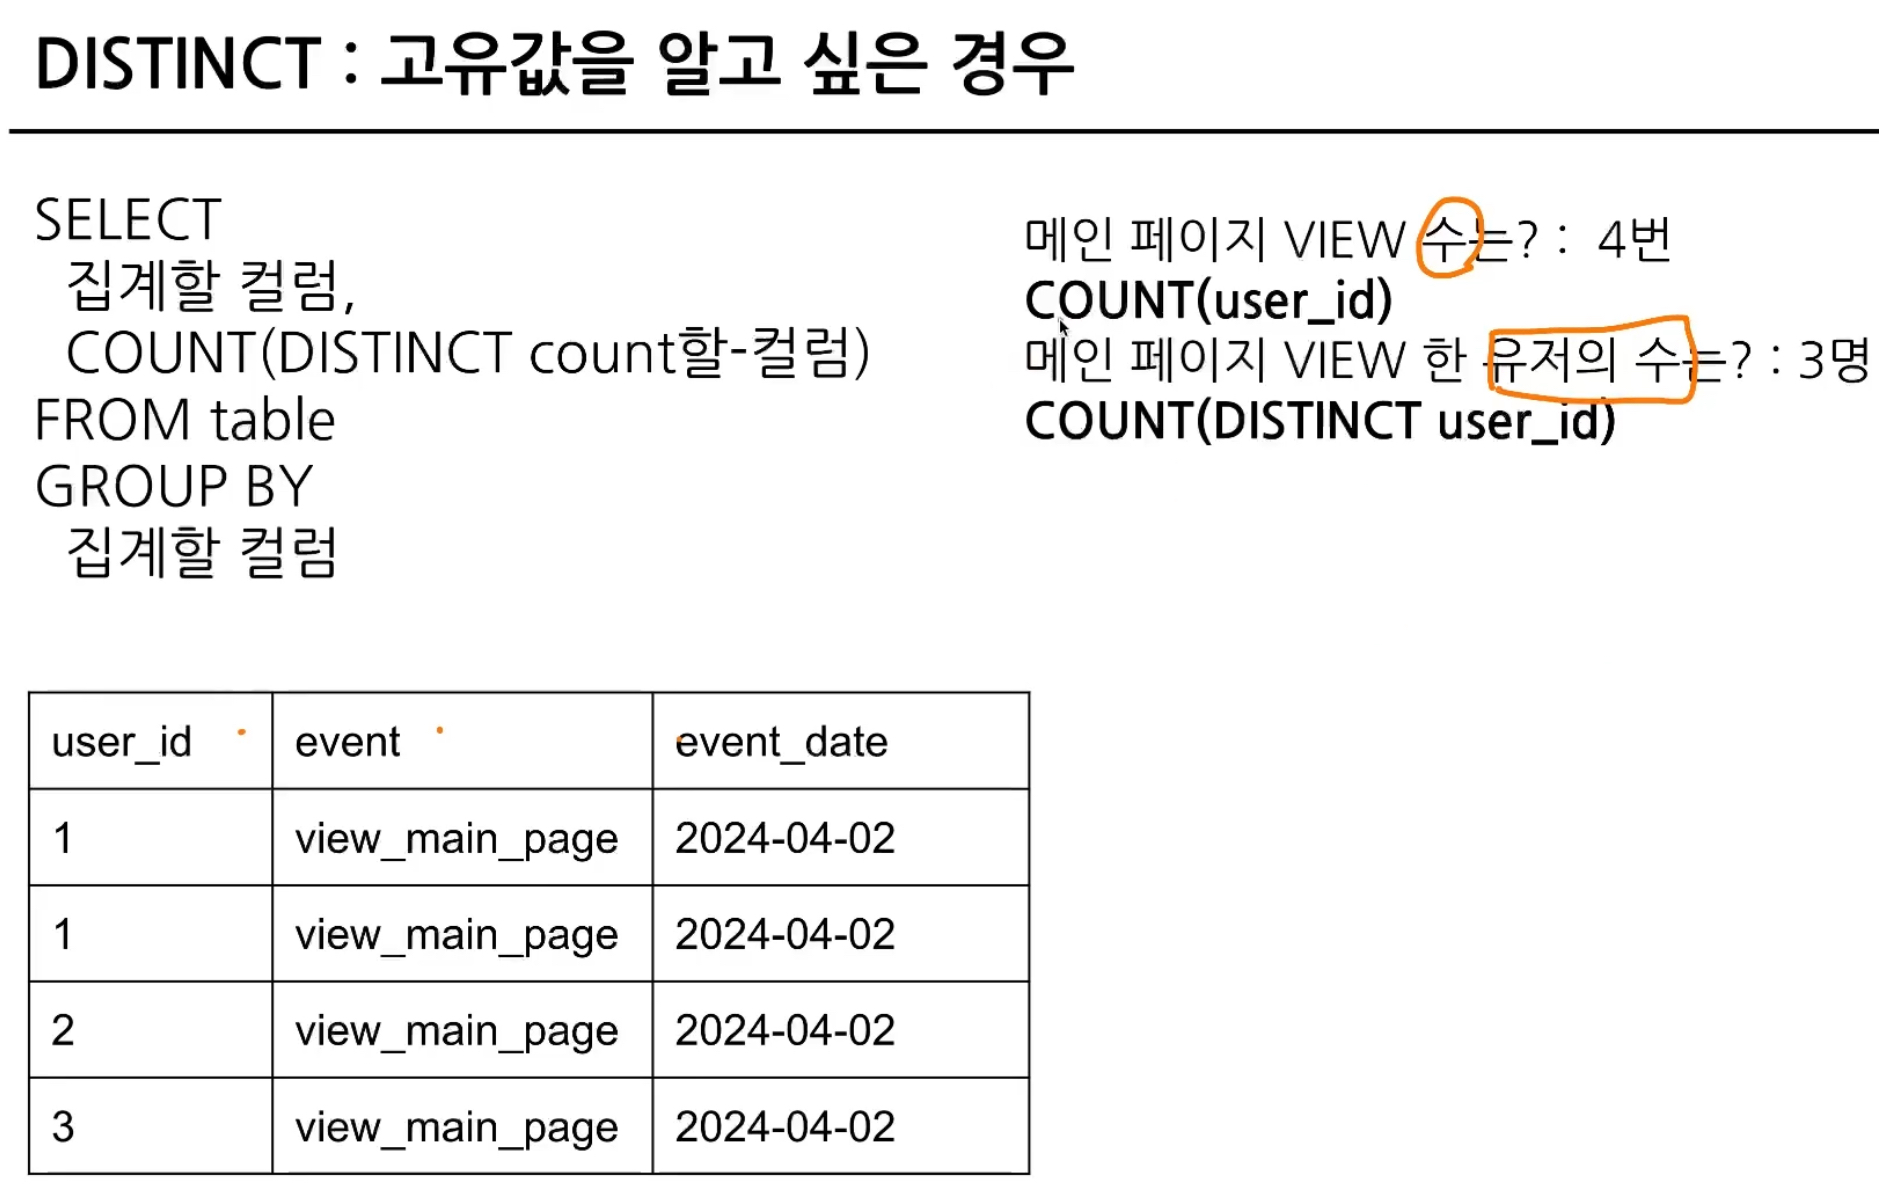 DISTINCT : 고유값을 알고 싶은 경우
SELECT
집계할 컬럼,
COUNT(DISTINCT count할-컬럼)
FROM table
GROUP BY
집계할 컬럼
메인 페이지 VIEW 수는? : 4번
COUNT(user_id)
메인 페이지 VIEW 한 유저의 수는? : 3명
COUNT(DISTINCT user_id)
user_id event event_date
1 view_main_page 2024-04-02
1 view_main_page 2024-04-02
2 view_main_page 2024-04-02
3 view_main_page 2024-04-02